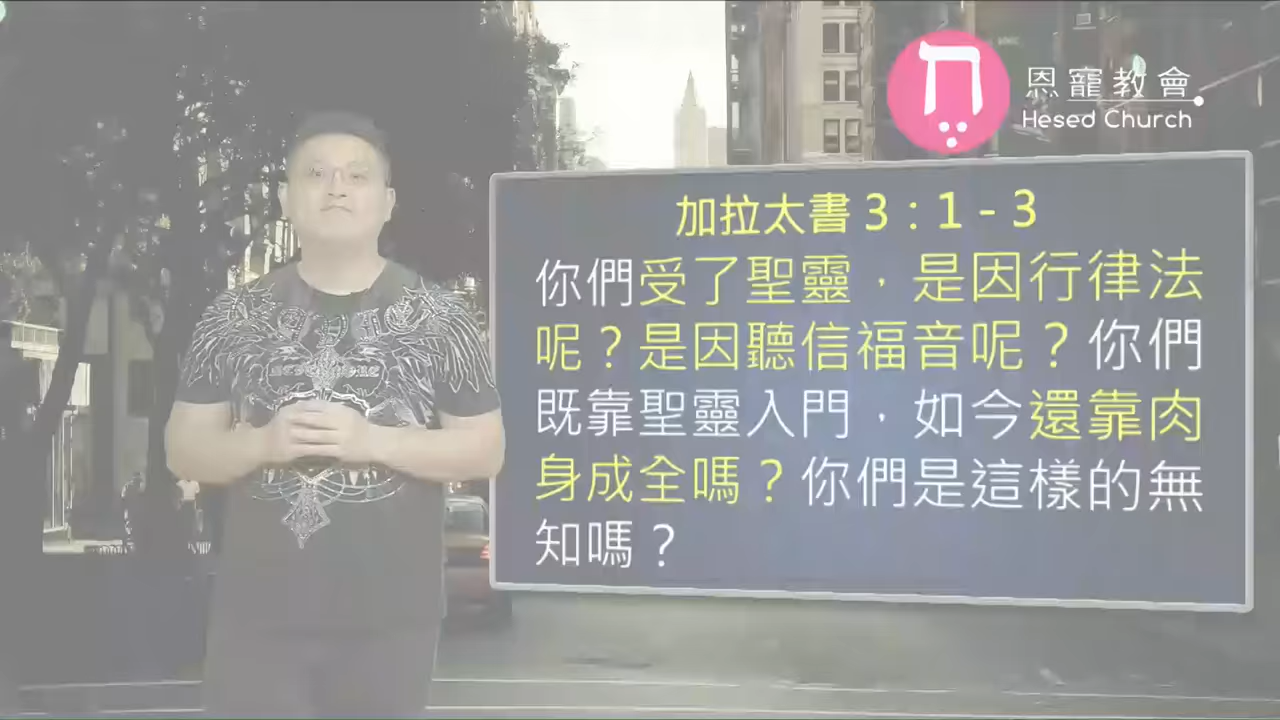 恩寵教會
Hesed Church
加拉太書3：1-3
你們受了聖靈，是因行律法
呢？是因聽信福音呢？你們
既靠聖靈入門，如今還靠肉
身成全嗎？你們是這樣的無
知嗎？